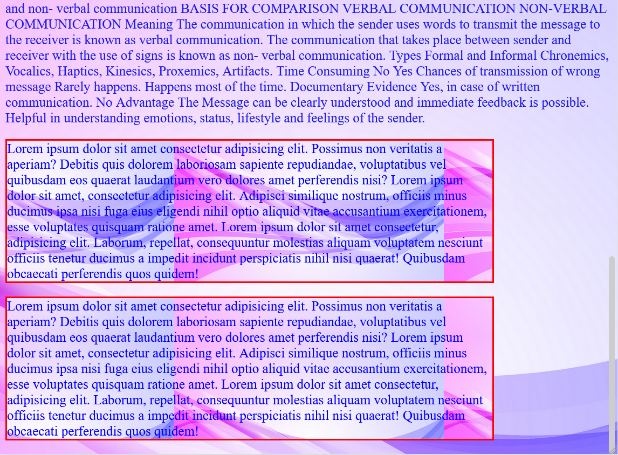 and non- verbal communication BASIS FOR COMPARISON VERBAL COMMUNICATION NON-VERBAL
COMMUNICATION Meaning The communication in which the sender uses words to transmit the message to
the receiver is known as verbal communication. The communication that takes place between sender and
receiver with the use of signs is known as non- verbal communication. Types Formal and Informal Chronemics,
Vocalics, Haptics, Kinesics, Proxemics, Artifacts. Time Consuming No Yes Chances of transmission of wrong
message Rarely happens. Happens most of the time. Documentary Evidence Yes, in case of written
communication. No Advantage The Message can be clearly understood and immediate feedback is possible.
Helpful in understanding emotions, status, lifestyle and feelings of the sender.
Lorem ipsum dolor sit amet consectetur adipisicing elit. Possimus non veritatis a
aperiam? Debitis quis dolorem laboriosam sapiente repudiandae, voluptatibus vel
quibusdam eos quaerat laudantium vero dolores amet perferendis nisi? Lorem ipsum
dolor sit amet, consectetur adipisicing elit. Adipisci similique nostrum, officiis minus
ducimus ipsa nisi fuga eius eligendi nihil optio aliquid vitae accusantium exercitationem,
esse voluptates quisquam ratione amet. Lorem ipsum dolor sit amet consectetur,
adipisicing elit. Laborum, repellat, consequuntur molestias aliquam voluptatem nesciunt
officiis tenetur ducimus a impedit incidunt perspiciatis nihil nisi quaerat! Quibusdam
obcaecati perferendis quos quidem!
Lorem ipsum dolor sit amet consectetur adipisicing elit. Possimus non veritatis a
aperiam? Debitis quis dolorem laboriosam sapiente repudiandae, voluptatibus vel
quibusdam eos quaerat laudantium vero dolores amet perferendis nisi? Lorem ipsum
dolor sit amet, consectetur adipisicing elit. Adipisci similique nostrum, officiis minus
ducimus ipsa nisi fuga eius eligendi nihil optio aliquid vitae accusantium exercitationem,
esse voluptates quisquam ratione amet. Lorem ipsum dolor sit amet consectetur,
adipisicing elit. Laborum, repellat, consequuntur molestias aliquam voluptatem nesciunt
officiis tenetur ducimus a impedit incidunt perspiciatis nihil nisi quaerat! Quibusdam
obcaecati perferendis quos quidem!